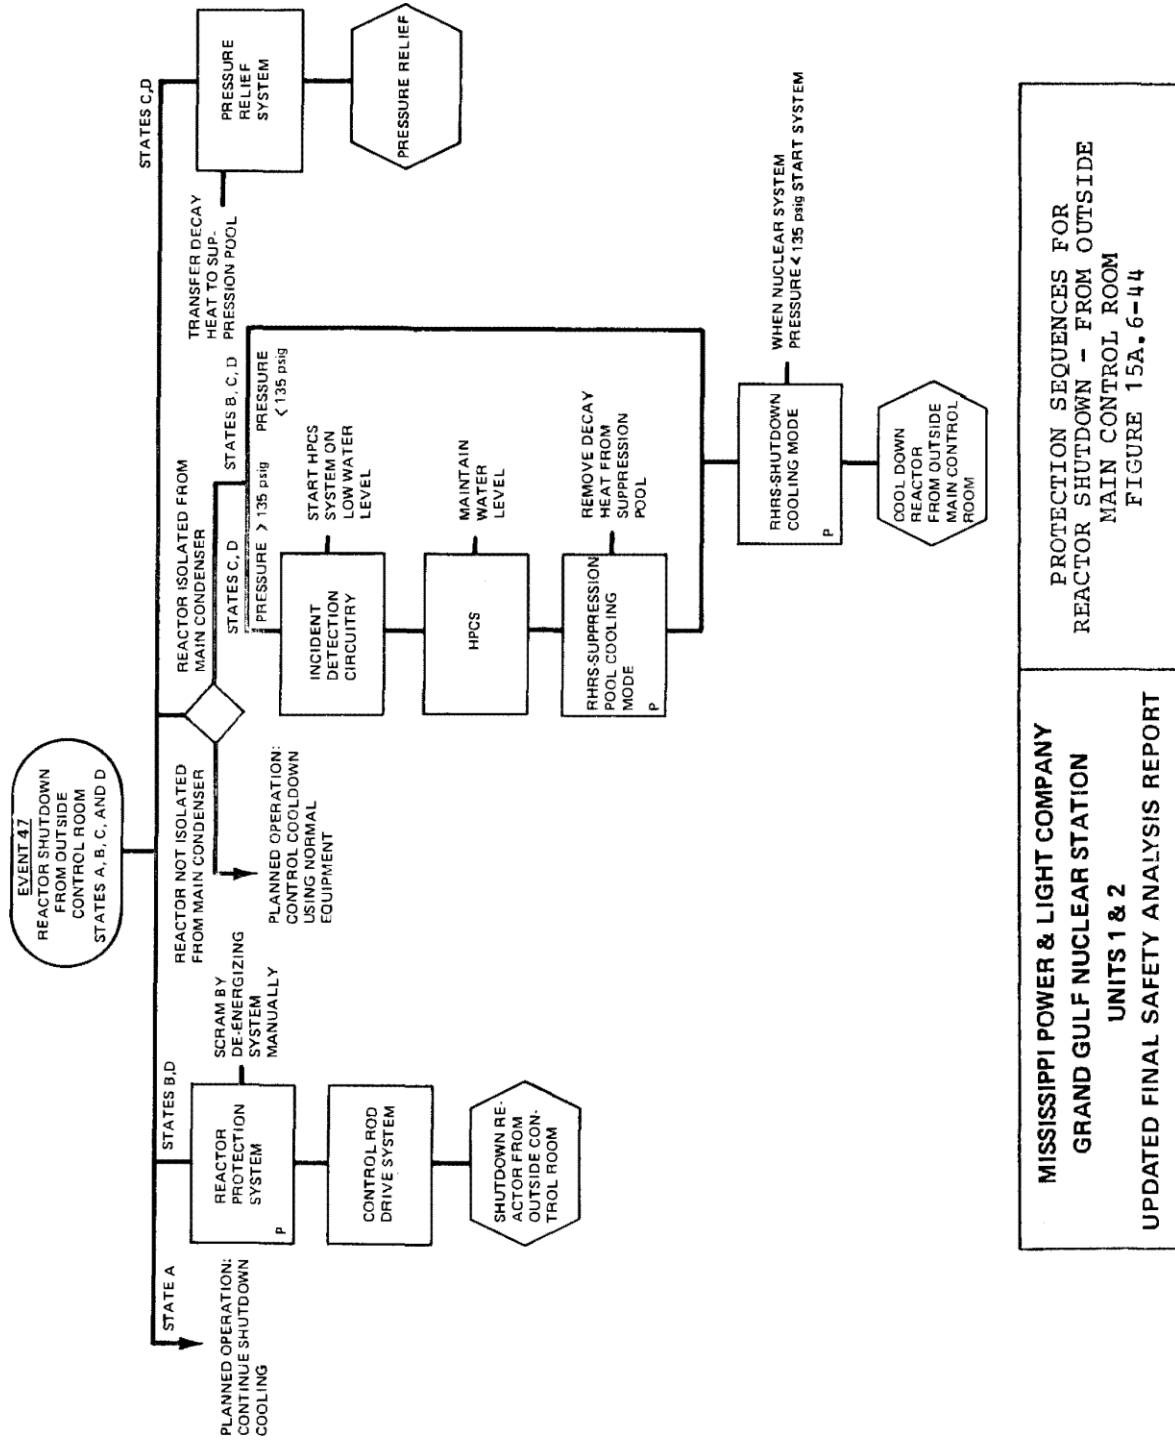 EVENT 47
REACTOR SHUTDOWN
FROM OUTSIDE
CONTROL ROOM
STATES A, B, C, AND D
STATE A
PLANNED OPERATION:
CONTINUE SHUTDOWN
COOLING
STATES B,D
REACTOR
PROTECTION
SYSTEM
P
SCRAM BY
DE-ENERGIZING
SYSTEM
MANUALLY
CONTROL ROD
DRIVE SYSTEM
SHUTDOWN RE-
ACTOR FROM
OUTSIDE CON-
TROL ROOM
REACTOR NOT ISOLATED
FROM MAIN CONDENSER
PLANNED OPERATION:
CONTROL COOLDOWN
USING NORMAL
EQUIPMENT
REACTOR ISOLATED FROM
MAIN CONDENSER
STATES C, D
PRESSURE > 135 psig
STATES B, C, D
PRESSURE
< 135 psig
INCIDENT
DETECTION
CIRCUITRY
START HPCS
SYSTEM ON
LOW WATER
LEVEL
HPCS
MAINTAIN
WATER
LEVEL
RHRS-SUPPRESSION
POOL COOLING
MODE
P
REMOVE DECAY
HEAT FROM
SUPPRESSION
POOL
RHRS-SHUTDOWN
COOLING MODE
P
WHEN NUCLEAR SYSTEM
PRESSURE < 135 psig START SYSTEM
COOL DOWN
REACTOR
FROM OUTSIDE
MAIN CONTROL
ROOM
STATES C,D
TRANSFER DECAY
HEAT TO SUP-
PRESSION POOL
PRESSURE
RELIEF
SYSTEM
PRESSURE RELIEF
MISSISSIPPI POWER & LIGHT COMPANY
GRAND GULF NUCLEAR STATION
UNITS 1 & 2
UPDATED FINAL SAFETY ANALYSIS REPORT
PROTECTION SEQUENCES FOR
REACTOR SHUTDOWN - FROM OUTSIDE
MAIN CONTROL ROOM
FIGURE 15A.6-44